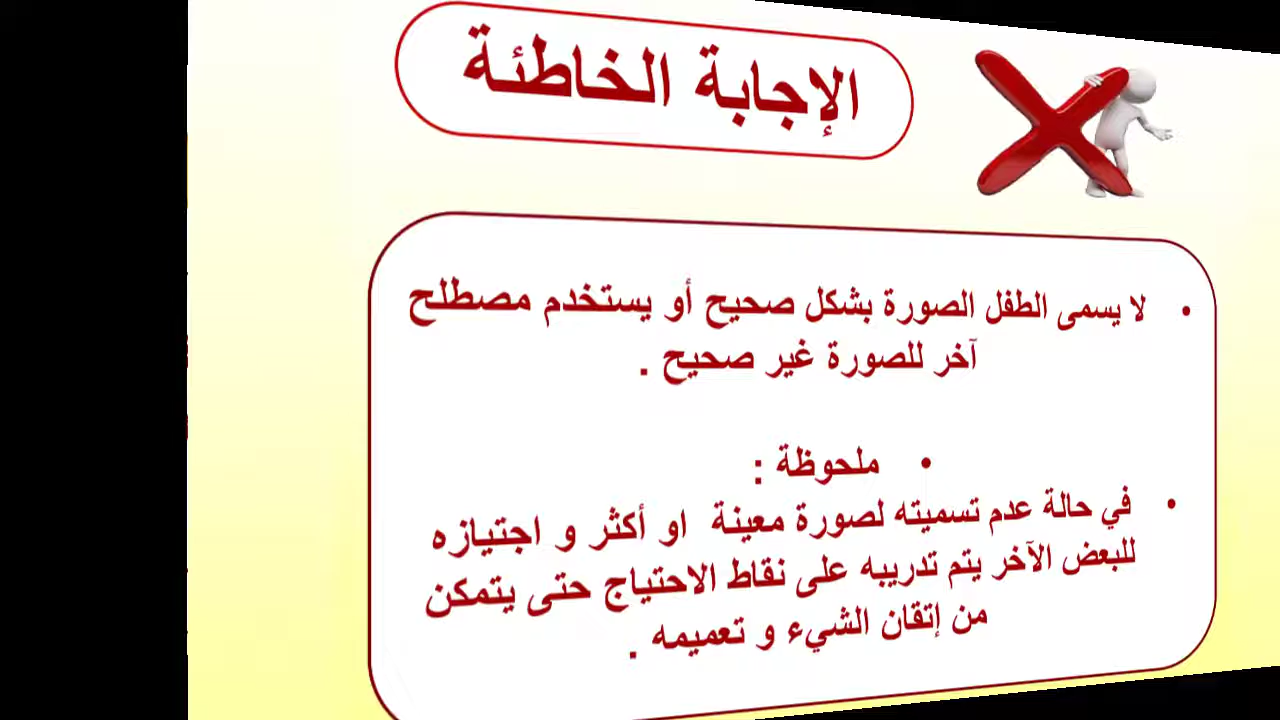 الإجابة الخاطئة
• لا يسمى الطفل الصورة بشكل صحيح أو يستخدم مصطلح
آخر للصورة غير صحيح .
• ملحوظة :
• في حالة عدم تسميته لصورة معينة او أكثر و اجتيازه
للبعض الآخر يتم تدريبه على نقاط الاحتياج حتى يتمكن
من إتقان الشيء و تعميمه .